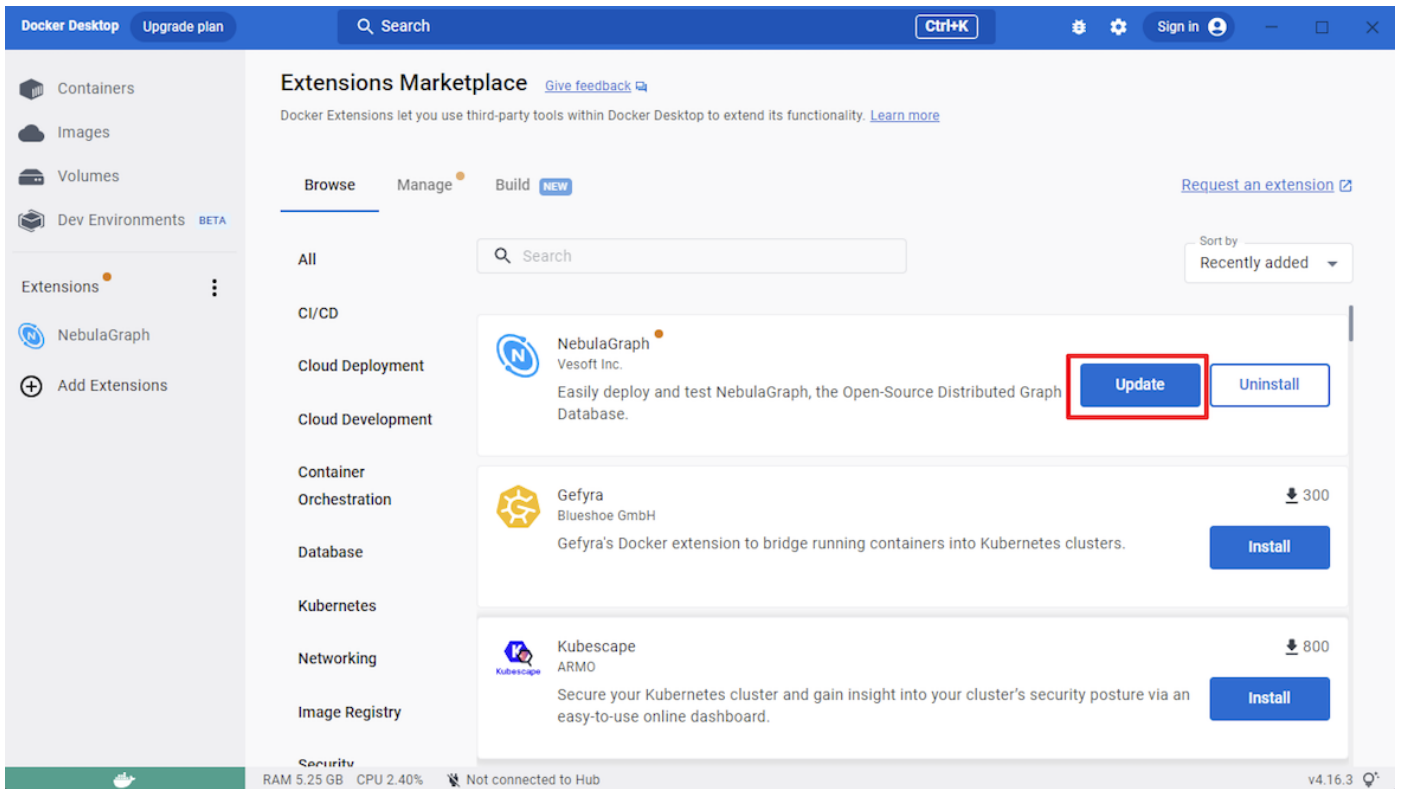 Docker Desktop
Upgrade plan
Search
Ctrl+K
Sign in
Containers
Images
Volumes
Dev Environments BETA
Extensions
NebulaGraph
Add Extensions
Extensions Marketplace Give feedback
Docker Extensions let you use third-party tools within Docker Desktop to extend its functionality. Learn more
Browse
Manage
Build NEW
Request an extension
All
CI/CD
Cloud Deployment
Cloud Development
Container
Orchestration
Database
Kubernetes
Networking
Image Registry
Security
Search
Sort by
Recently added
NebulaGraph
Vesoft Inc.
Easily deploy and test NebulaGraph, the Open-Source Distributed Graph
Database.
Update
Uninstall
Gefyra
Blueshoe GmbH
Gefyra's Docker extension to bridge running containers into Kubernetes clusters.
300
Install
Kubescape
Kubescape
ARMO
Secure your Kubernetes cluster and gain insight into your cluster's security posture via an
easy-to-use online dashboard.
800
Install
RAM 5.25 GB CPU 2.40% Not connected to Hub
v4.16.3